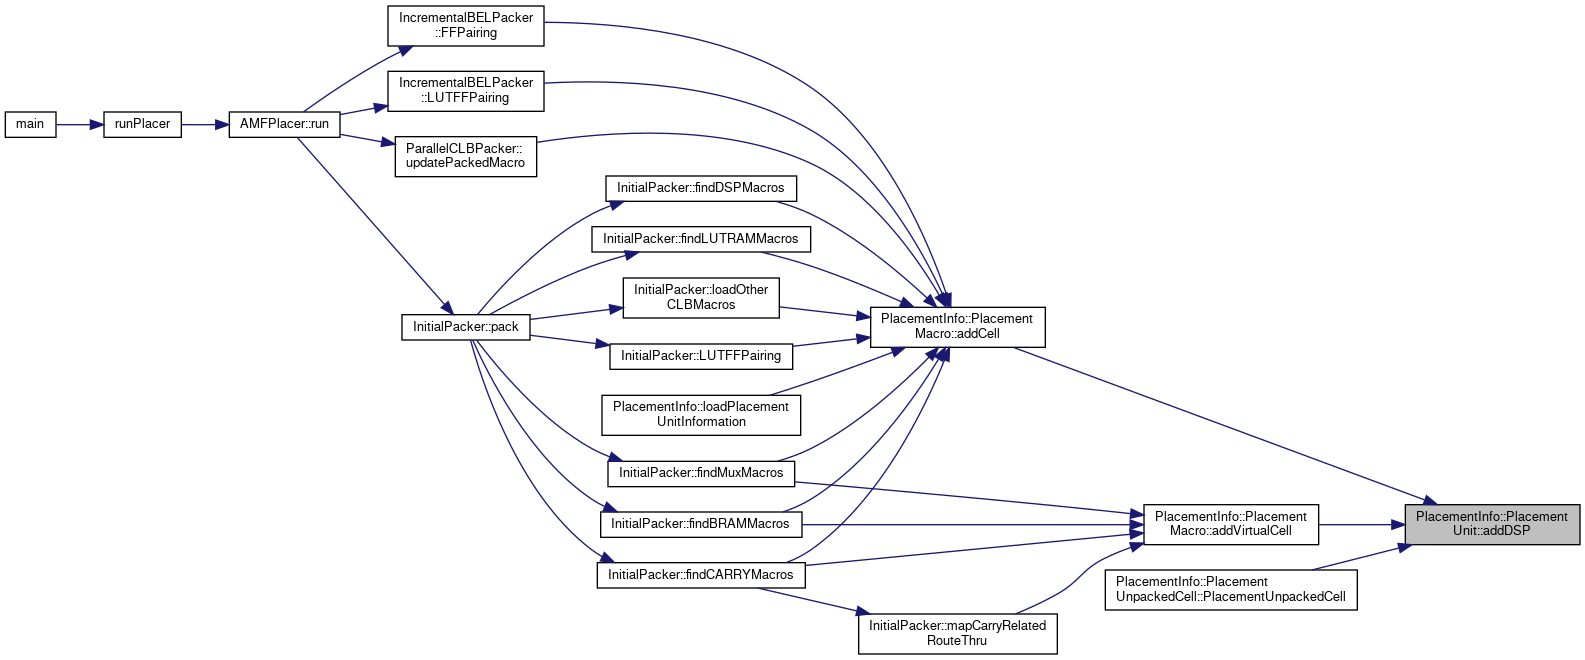 IncrementalBELPacker
::FFPairing
IncrementalBELPacker
::LUTFFPairing
main
runPlacer
AMFPlacer::run
ParallelCLBPacker::
updatePackedMacro
InitialPacker::findDSPMacros
InitialPacker::findLUTRAMMacros
InitialPacker::loadOther
CLBMacros
InitialPacker::pack
PlacementInfo::Placement
Macro::addCell
InitialPacker::LUTFFPairing
PlacementInfo::loadPlacement
UnitInformation
InitialPacker::findMuxMacros
InitialPacker::findBRAMMacros
PlacementInfo::Placement
Macro::addVirtualCell
PlacementInfo::Placement
Unit::addDSP
InitialPacker::findCARRYMacros
PlacementInfo::Placement
UnpackedCell::PlacementUnpackedCell
InitialPacker::mapCarryRelated
RouteThru